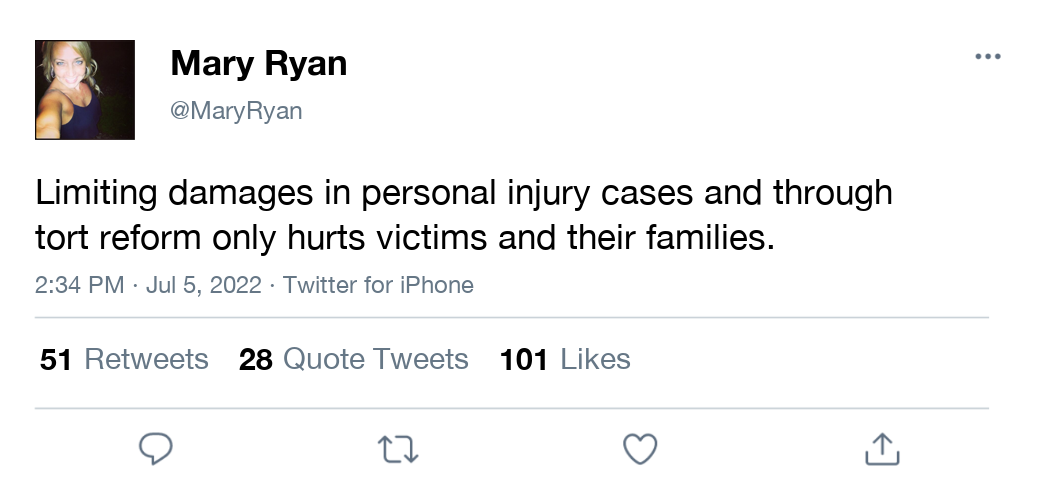 Mary Ryan
@MaryRyan
Limiting damages in personal injury cases and through
tort reform only hurts victims and their families.
2:34 PM · Jul 5, 2022 · Twitter for iPhone
51 Retweets 28 Quote Tweets 101 Likes